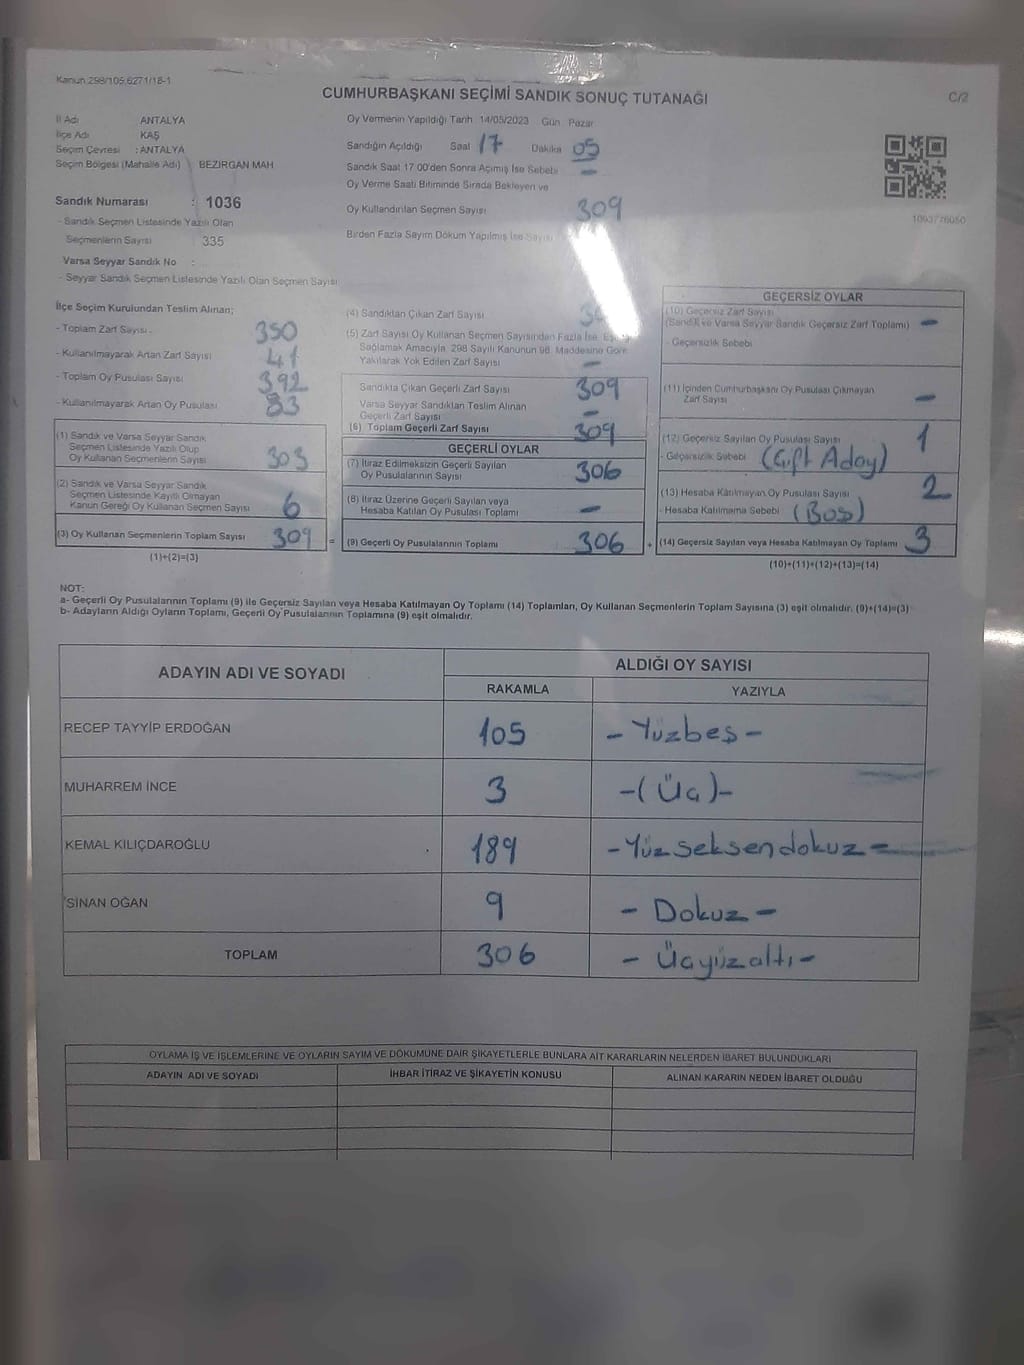 Kanun 298/105,6271/18-1
CUMHURBAŞKANI SEÇİMİ SANDIK SONUÇ TUTANAĞI
C/2
İl Adı ANTALYA
İlçe Adı KAŞ
Seçim Çevresi : ANTALYA
Seçim Bölgesi (Mahalle Adı) BEZİRGAN MAH
Sandık Numarası : 1036
- Sandık Seçmen Listesinde Yazılı Olan
Seçmenlerin Sayısı 335
Varsa Seyyar Sandık No :
- Seyyar Sandık Seçmen Listesinde Yazılı Olan Seçmen Sayısı
Oy Vermenin Yapıldığı Tarih 14/05/2023 Gün Pazar
Sandığın Açıldığı Saat 17 Dakika 05
Sandık Saat 17:00'den Sonra Açılmış İse Sebebi -
Oy Verme Saati Bitiminde Sırada Bekleyen ve
Oy Kullandırılan Seçmen Sayısı 309
Birden Fazla Sayım Döküm Yapılmış İse Sayısı
1093776050
İlçe Seçim Kurulundan Teslim Alınan;
- Toplam Zarf Sayısı 350
- Kullanılmayarak Artan Zarf Sayısı 41
- Toplam Oy Pusulası Sayısı 392
- Kullanılmayarak Artan Oy Pusulası 83
(1) Sandık ve Varsa Seyyar Sandık
Seçmen Listesinde Yazılı Olup
Oy Kullanan Seçmenlerin Sayısı 303
(2) Sandık ve Varsa Seyyar Sandık
Seçmen Listesinde Kayıtlı Olmayan
Kanun Gereği Oy Kullanan Seçmen Sayısı 6
(3) Oy Kullanan Seçmenlerin Toplam Sayısı 309 =
(1)+(2)=(3)
(4) Sandıktan Çıkan Zarf Sayısı
(5) Zarf Sayısı Oy Kullanan Seçmen Sayısından Fazla İse,
Sağlamak Amacıyla, 298 Sayılı Kanunun 98. Maddesine Göre
Yakılarak Yok Edilen Zarf Sayısı -
Sandıkta Çıkan Geçerli Zarf Sayısı 309
Varsa Seyyar Sandıktan Teslim Alınan
Geçerli Zarf Sayısı -
(6) Toplam Geçerli Zarf Sayısı 309
GEÇERLİ OYLAR
(7) İtiraz Edilmeksizin Geçerli Sayılan
Oy Pusulalarının Sayısı 306
(8) İtiraz Üzerine Geçerli Sayılan veya
Hesaba Katılan Oy Pusulası Toplamı -
(9) Geçerli Oy Pusulalarının Toplamı 306 +
GEÇERSİZ OYLAR
(10) Geçersiz Zarf Sayısı
(Sandık ve Varsa Seyyar Sandık Geçersiz Zarf Toplamı) -
- Geçersizlik Sebebi
(11) İçinden Cumhurbaşkanı Oy Pusulası Çıkmayan
Zarf Sayısı -
(12) Geçersiz Sayılan Oy Pusulası Sayısı 1
- Geçersizlik Sebebi (Çift Aday)
(13) Hesaba Katılmayan Oy Pusulası Sayısı 2
- Hesaba Katılmama Sebebi (Boş)
(14) Geçersiz Sayılan veya Hesaba Katılmayan Oy Toplamı 3
(10)+(11)+(12)+(13)=(14)
NOT:
a- Geçerli Oy Pusulalarının Toplamı (9) ile Geçersiz Sayılan veya Hesaba Katılmayan Oy Toplamı (14) Toplamları, Oy Kullanan Seçmenlerin Toplam Sayısına (3) eşit olmalıdır. (9)+(14)=(3)
b- Adayların Aldığı Oyların Toplamı, Geçerli Oy Pusulalarının Toplamına (9) eşit olmalıdır.
ADAYIN ADI VE SOYADI
ALDIĞI OY SAYISI
RAKAMLA YAZIYLA
RECEP TAYYİP ERDOĞAN 105 - Yüzbeş -
MUHARREM İNCE 3 -( Üç )-
KEMAL KILIÇDAROĞLU 189 - Yüzseksendokuz -
SİNAN OĞAN 9 - Dokuz -
TOPLAM 306 - Üçyüzaltı -
OYLAMA İŞ VE İŞLEMLERİNE VE OYLARIN SAYIM VE DÖKÜMÜNE DAİR ŞİKAYETLERLE BUNLARA AİT KARARLARIN NELERDEN İBARET BULUNDUKLARI
ADAYIN ADI VE SOYADI İHBAR İTİRAZ VE ŞİKAYETİN KONUSU ALINAN KARARIN NEDEN İBARET OLDUĞU